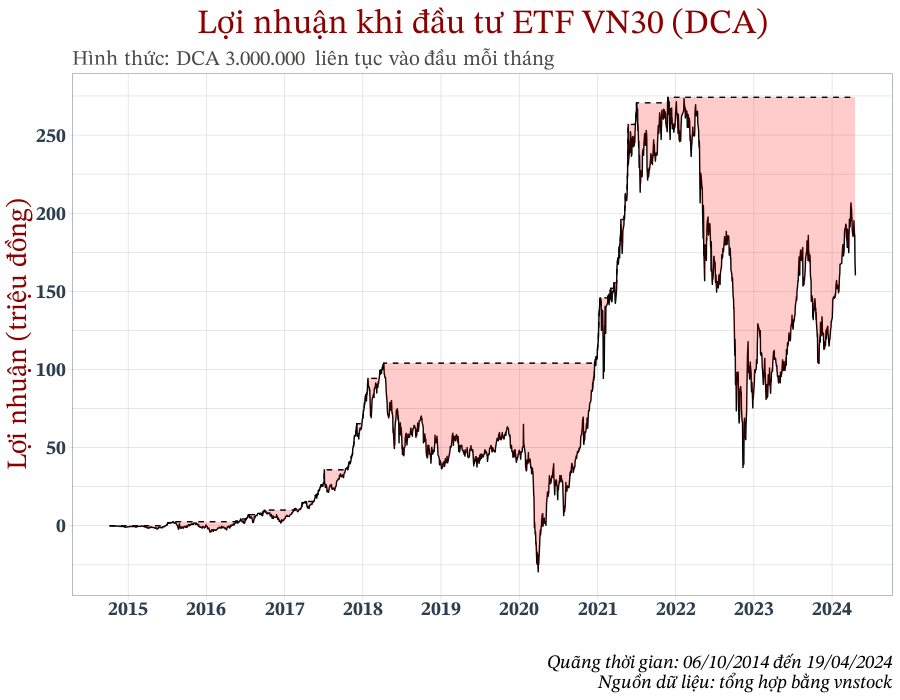 Lợi nhuận khi đầu tư ETF VN30 (DCA)
Hình thức: DCA 3.000.000 liên tục vào đầu mỗi tháng
Lợi nhuận (triệu đồng)
250
200
150
100
50
0
2015 2016 2017 2018 2019 2020 2021 2022 2023 2024
Quãng thời gian: 06/10/2014 đến 19/04/2024
Nguồn dữ liệu: tổng hợp bằng vnstock